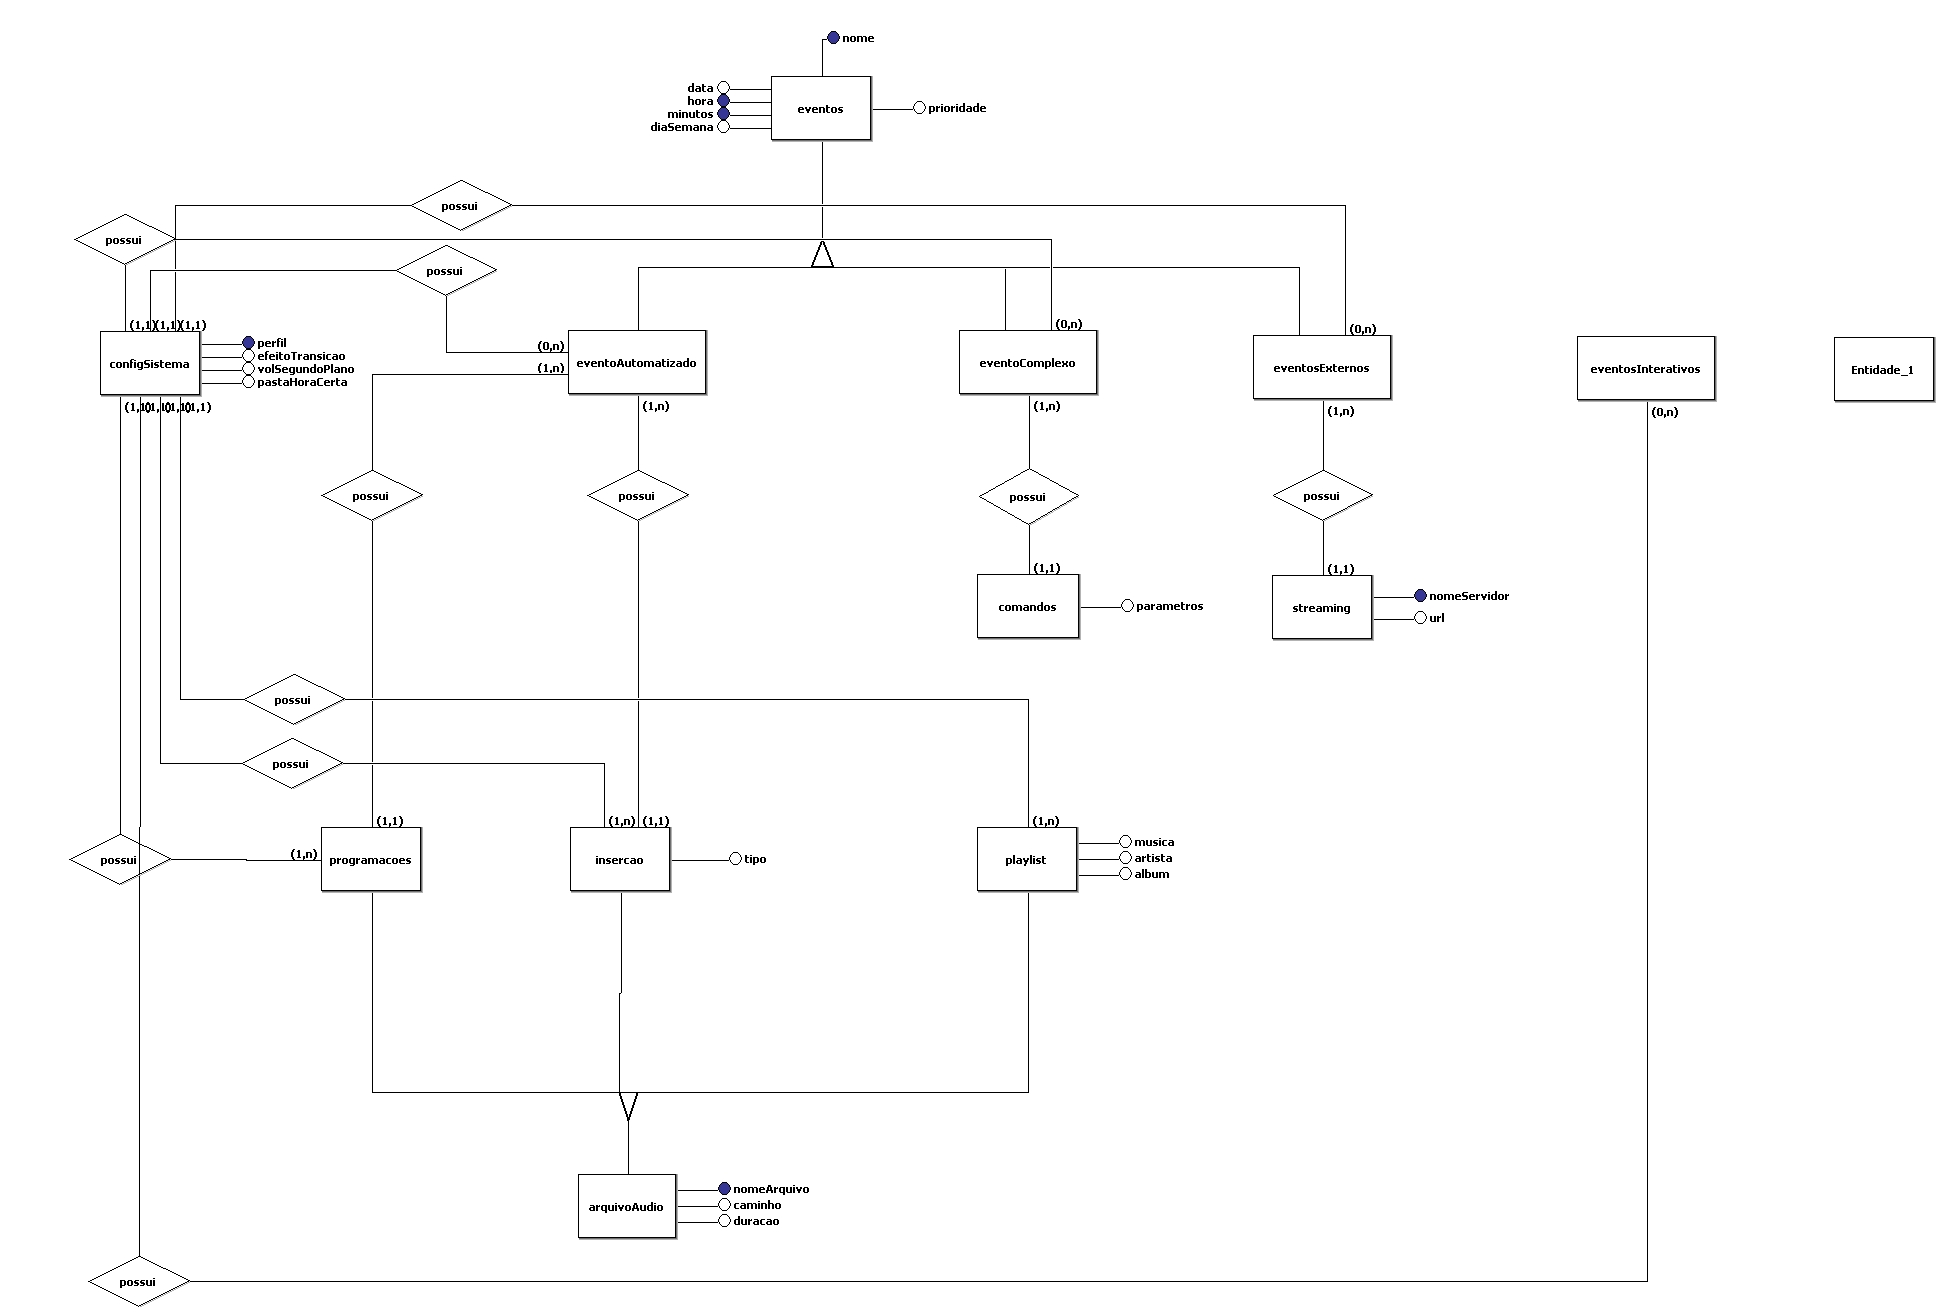 nome
data
hora
minutos
diaSemana
eventos
prioridade
possui
possui
possui
(1,1)(1,1)(1,1)
configSistema
perfil
efeitoTransicao
volSegundoPlano
pastaHoraCerta
(0,n)
(1,n)
eventoAutomatizado
(0,n)
eventoComplexo
(0,n)
eventosExternos
eventosInterativos
Entidade_1
(1,1)(1,1)(1,1)(1,1)
(1,n)
(1,n)
(1,n)
(0,n)
possui
possui
possui
possui
(1,1)
comandos
parametros
(1,1)
streaming
nomeServidor
url
possui
possui
(1,1)
(1,n)
(1,1)
(1,n)
possui
(1,n)
programacoes
insercao
tipo
playlist
musica
artista
album
arquivoAudio
nomeArquivo
caminho
duracao
possui